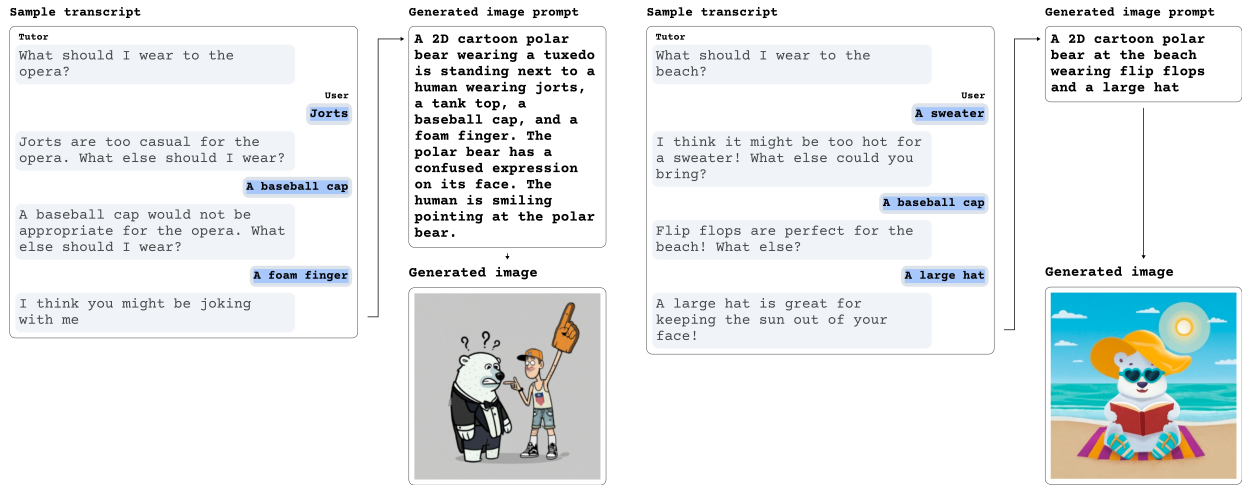 Sample transcript
Tutor
What should I wear to the
opera?
User
Jorts
Jorts are too casual for the
opera. What else should I wear?
A baseball cap
A baseball cap would not be
appropriate for the opera. What
else should I wear?
A foam finger
I think you might be joking
with me
Generated image prompt
A 2D cartoon polar
bear wearing a tuxedo
is standing next to a
human wearing jorts,
a tank top, a
baseball cap, and a
foam finger. The
polar bear has a
confused expression
on its face. The
human is smiling
pointing at the polar
bear.
Generated image
? ? ?
Sample transcript
Tutor
What should I wear to the
beach?
User
A sweater
I think it might be too hot for
a sweater! What else could you
bring?
A baseball cap
Flip flops are perfect for the
beach! What else?
A large hat
A large hat is great for
keeping the sun out of your
face!
Generated image prompt
A 2D cartoon polar
bear at the beach
wearing flip flops
and a large hat
Generated image